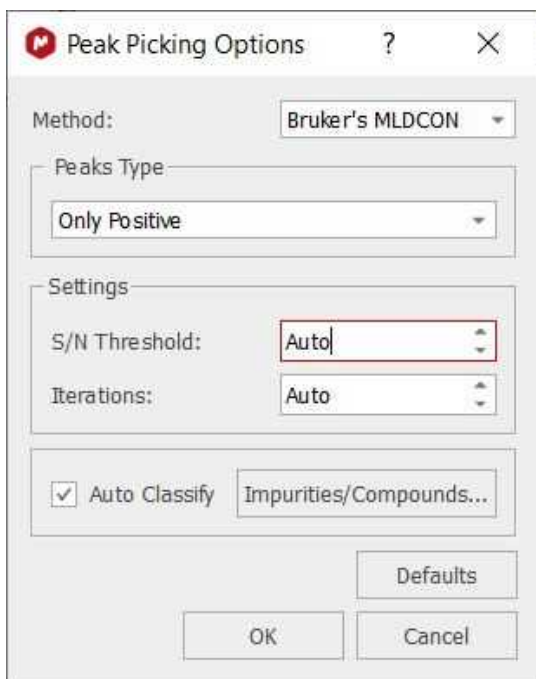 Peak Picking Options ? X
Method: Bruker's MLDCON
Peaks Type
Only Positive
Settings
S/N Threshold: Auto
Iterations: Auto
Auto Classify Impurities/Compounds...
Defaults
OK Cancel